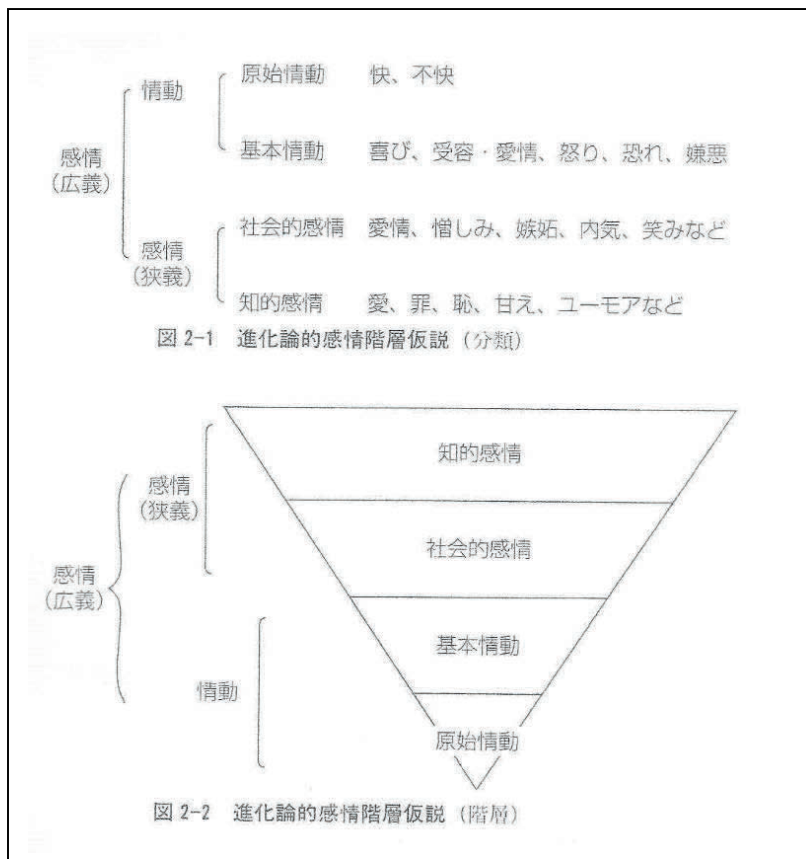 原始情動 快、不快
情動
基本情動 喜び、受容・愛情、怒り、恐れ、嫌悪
感情
(広義)
社会的感情 愛情、憎しみ、嫉妬、内気、笑みなど
感情
(狭義)
知的感情 愛、罪、恥、甘え、ユーモアなど
図 2-1 進化論的感情階層仮説 (分類)
知的感情
感情
(狭義)
社会的感情
感情
(広義)
基本情動
情動
原始情動
図 2-2 進化論的感情階層仮説 (階層)